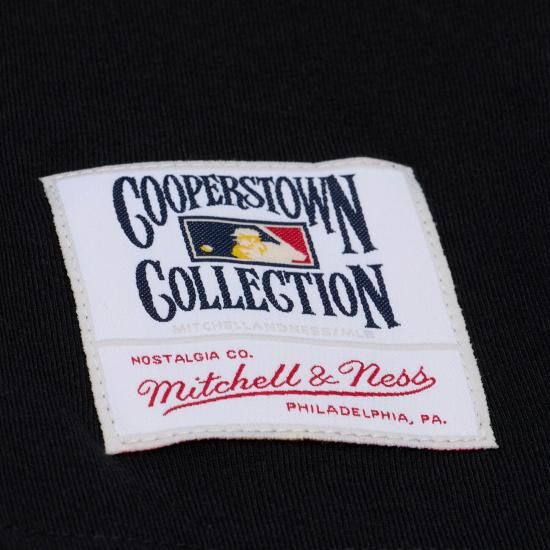 COOPERSTOWN
COLLECTION
MITCHELLANDNESS/MLB
NOSTALGIA CO.
Mitchell & Ness
PHILADELPHIA, PA.